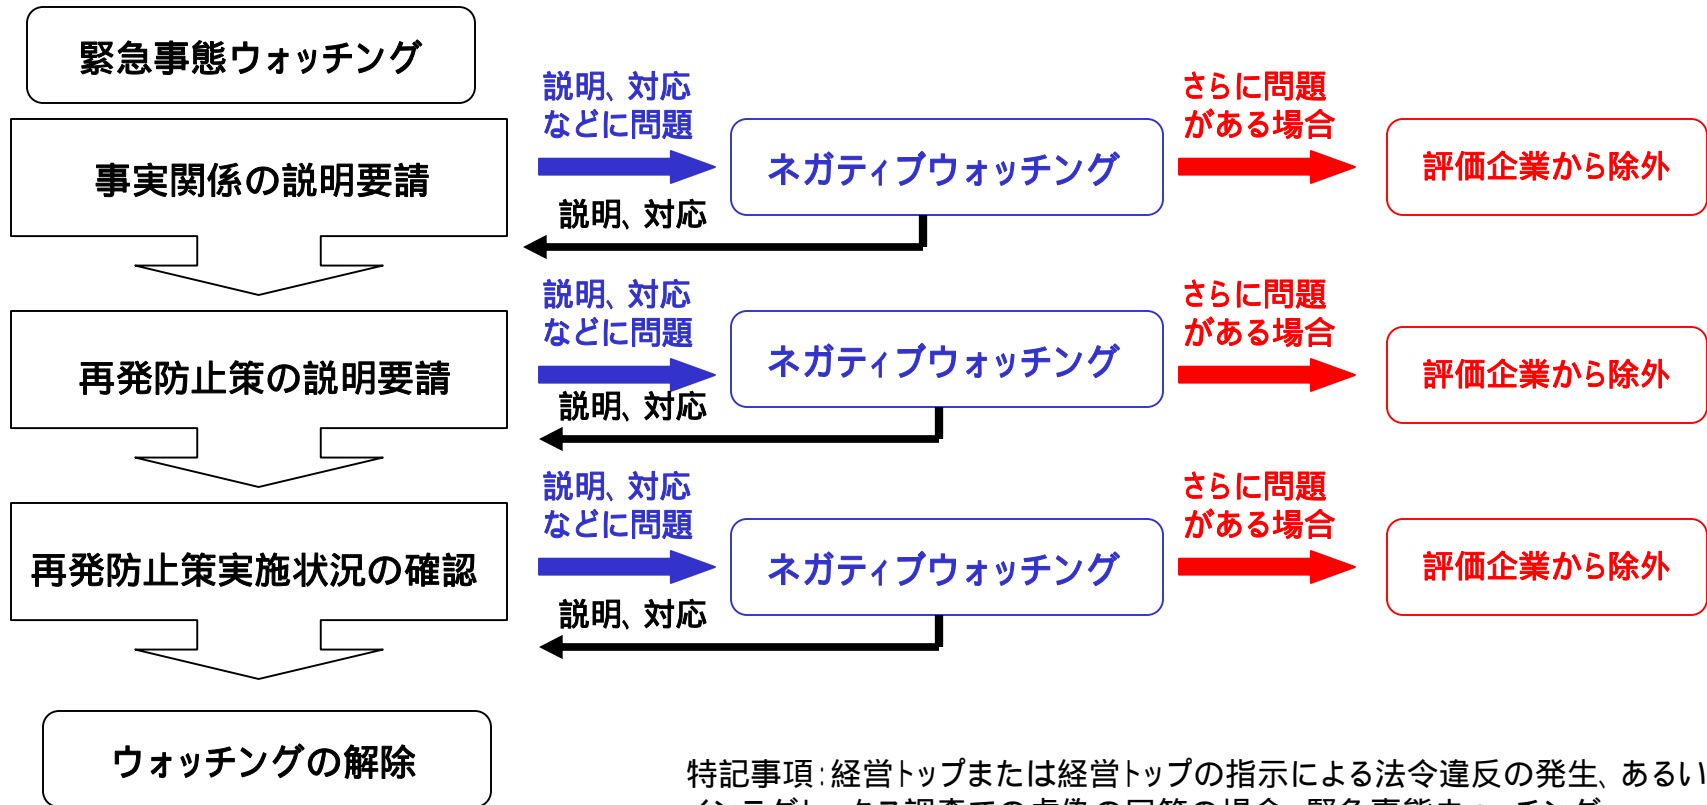 緊急事態ウォッチング
事実関係の説明要請
説明、対応
などに問題
ネガティブウォッチング
さらに問題
がある場合
評価企業から除外
説明、対応
再発防止策の説明要請
説明、対応
などに問題
ネガティブウォッチング
さらに問題
がある場合
評価企業から除外
説明、対応
再発防止策実施状況の確認
説明、対応
などに問題
ネガティブウォッチング
さらに問題
がある場合
評価企業から除外
説明、対応
ウォッチングの解除
特記事項:経営トップまたは経営トップの指示による法令違反の発生、あるい